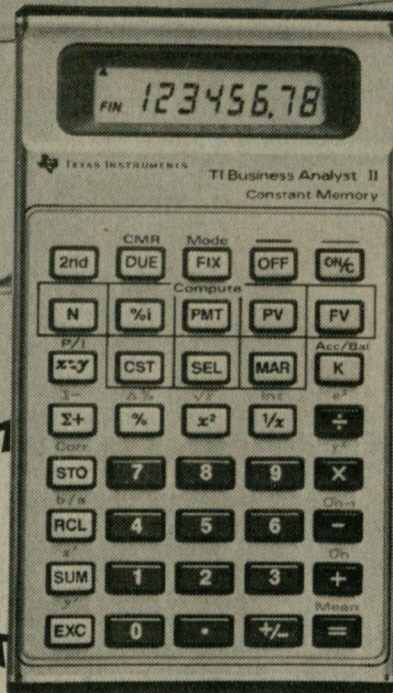 FIN 123456.78
TEXAS INSTRUMENTS
TI Business Analyst II
Constant Memory
CMR Mode
2nd DUE FIX OFF ON/C
Compute
N %i PMT PV FV
P/I Acc/Bal
x⇄y CST SEL MAR K
Σ- Δ% √x lnx eˣ
Σ+ % x² 1/x ÷
Corr yˣ
STO 7 8 9 ×
b/a σn-1
RCL 4 5 6 −
x' σn
SUM 1 2 3 +
y' Mean
EXC 0 . +/− =